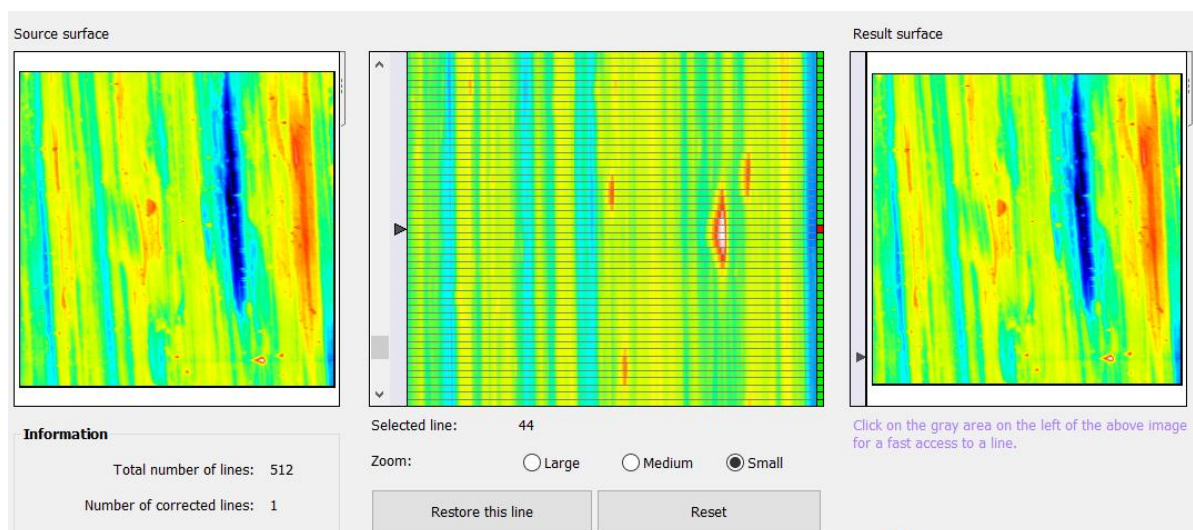 Source surface
Result surface
Selected line: 44
Zoom: Large Medium Small
Restore this line Reset
Information
Total number of lines: 512
Number of corrected lines: 1
Click on the gray area on the left of the above image
for a fast access to a line.